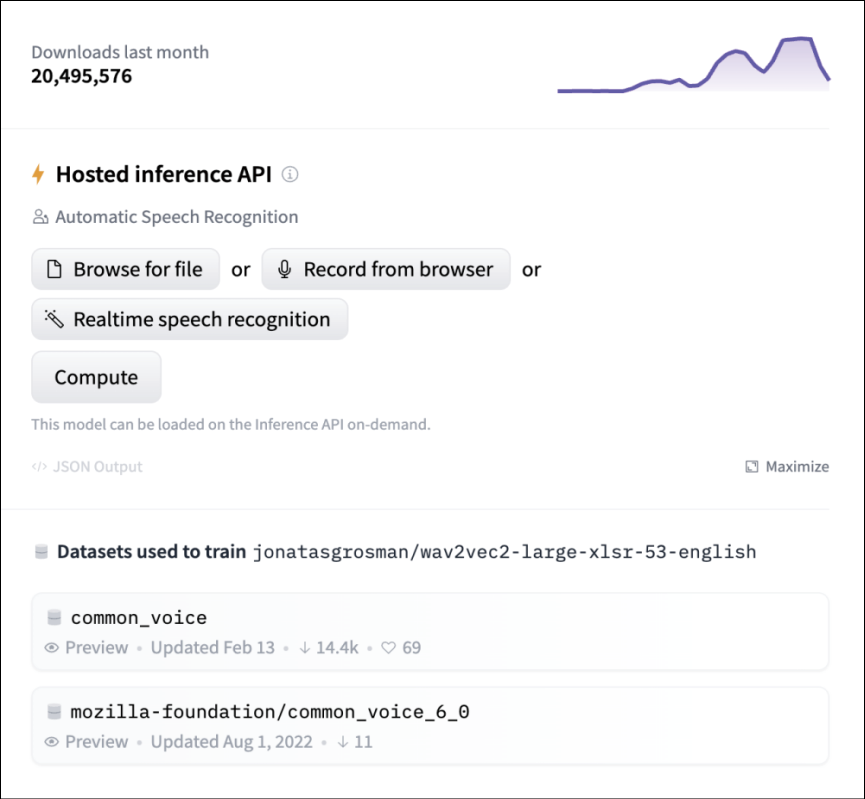 Downloads last month
20,495,576
Hosted inference API
Automatic Speech Recognition
Browse for file or Record from browser or
Realtime speech recognition
Compute
This model can be loaded on the Inference API on-demand.
</> JSON Output Maximize
Datasets used to train jonatasgrosman/wav2vec2-large-xlsr-53-english
common_voice
Preview • Updated Feb 13 • ↓ 14.4k • ♡ 69
mozilla-foundation/common_voice_6_0
Preview • Updated Aug 1, 2022 • ↓ 11